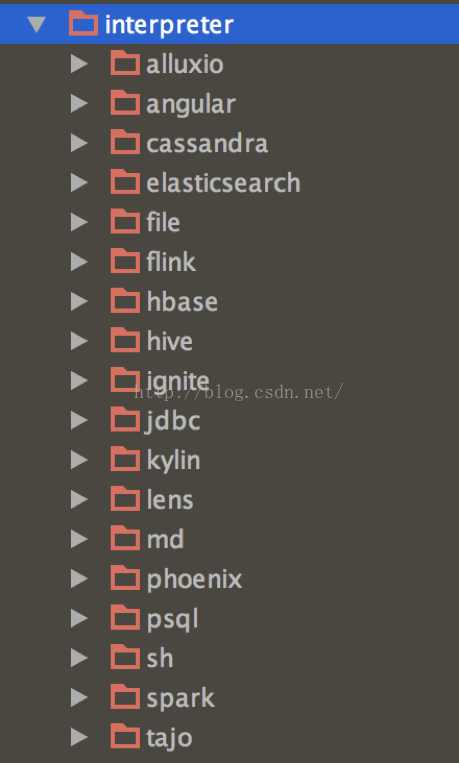 interpreter
alluxio
angular
cassandra
elasticsearch
file
flink
hbase
hive
ignite
http://blog.csdn.net/
jdbc
kylin
lens
md
phoenix
psql
sh
spark
tajo